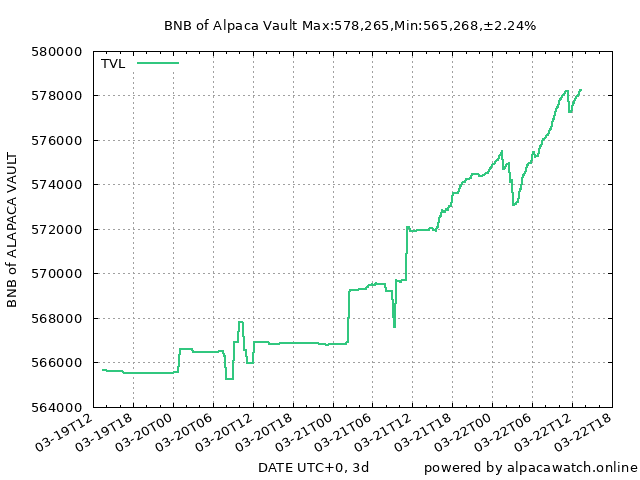 BNB of Alpaca Vault Max:578,265,Min:565,268,±2.24%
580000
TVL
578000
576000
574000
572000
570000
568000
566000
564000
BNB of ALAPACA VAULT
03-19T12
03-19T18
03-20T00
03-20T06
03-20T12
03-20T18
03-21T00
03-21T06
03-21T12
03-21T18
03-22T00
03-22T06
03-22T12
03-22T18
DATE UTC+0, 3d
powered by alpacawatch.online